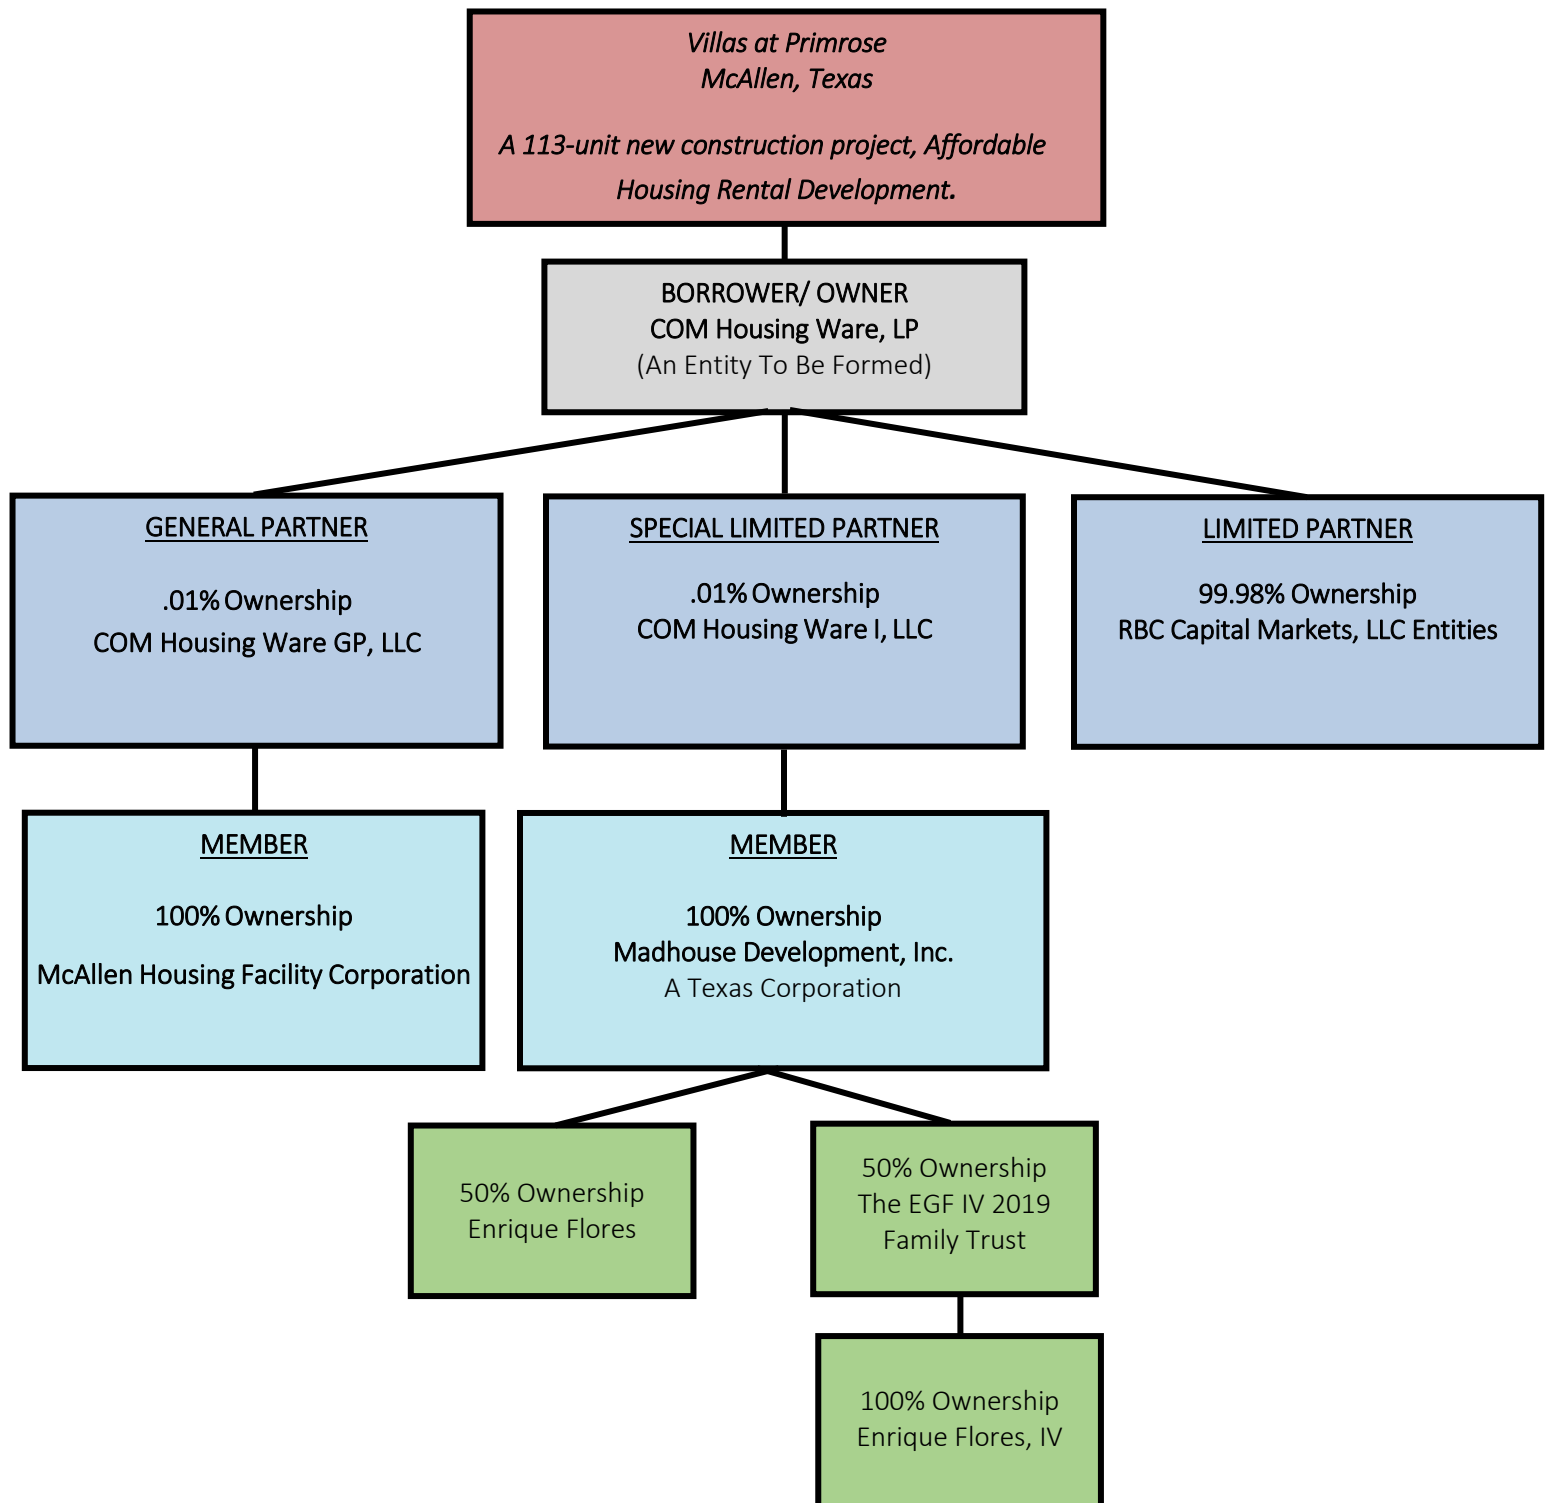 Villas at Primrose
McAllen, Texas
A 113-unit new construction project, Affordable
Housing Rental Development.
BORROWER/ OWNER
COM Housing Ware, LP
(An Entity To Be Formed)
GENERAL PARTNER
.01% Ownership
COM Housing Ware GP, LLC
SPECIAL LIMITED PARTNER
.01% Ownership
COM Housing Ware I, LLC
LIMITED PARTNER
99.98% Ownership
RBC Capital Markets, LLC Entities
MEMBER
100% Ownership
McAllen Housing Facility Corporation
MEMBER
100% Ownership
Madhouse Development, Inc.
A Texas Corporation
50% Ownership
Enrique Flores
50% Ownership
The EGF IV 2019
Family Trust
100% Ownership
Enrique Flores, IV